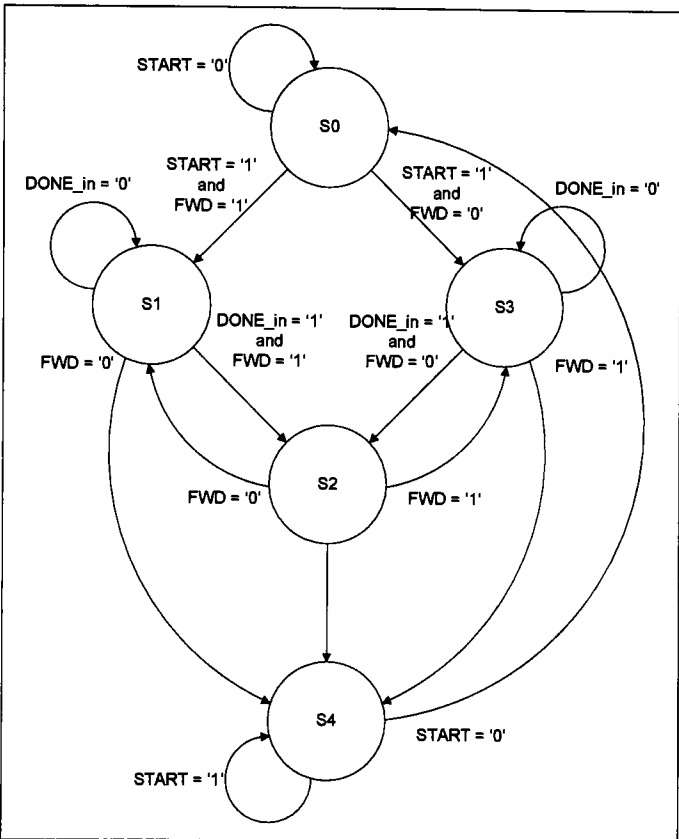 START = '0'
S0
START = '1'
and
FWD = '1'
START = '1'
and
FWD = '0'
DONE_in = '0'
DONE_in = '0'
S1
S3
DONE_in = '1'
and
FWD = '1'
DONE_in = '1'
and
FWD = '0'
FWD = '0'
FWD = '1'
S2
FWD = '0'
FWD = '1'
S4
START = '0'
START = '1'